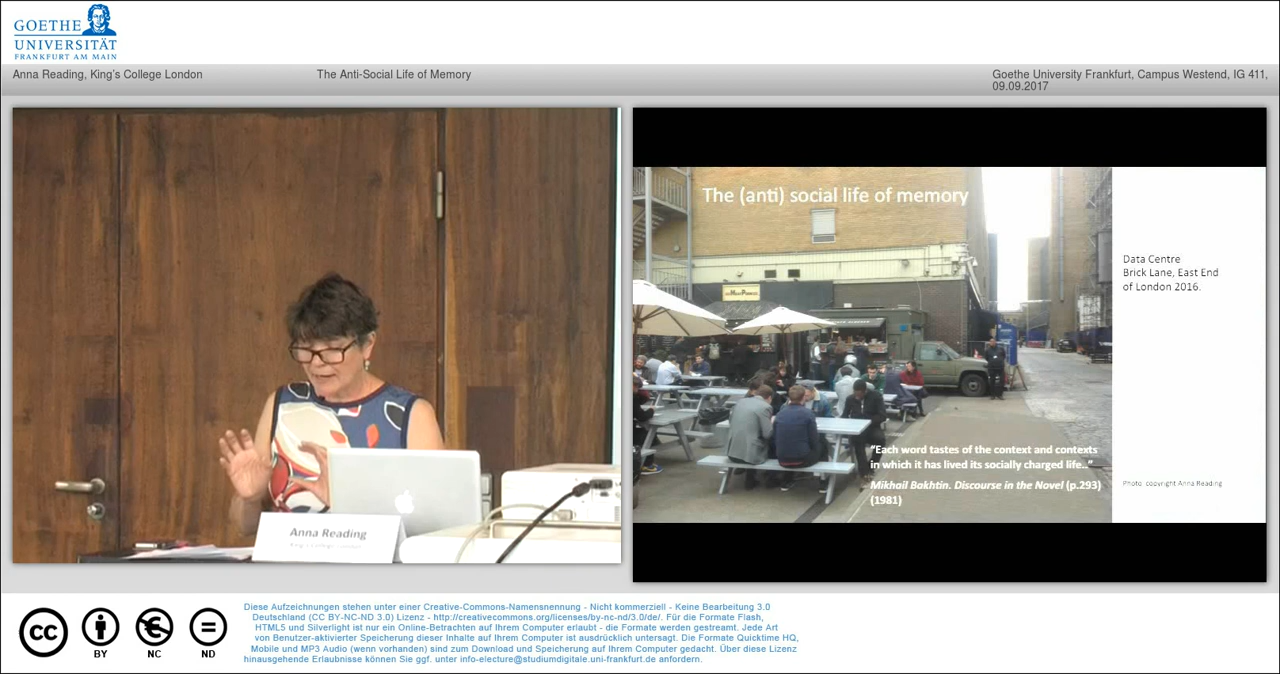 GOETHE
UNIVERSITÄT
FRANKFURT AM MAIN
Anna Reading, King's College London
The Anti-Social Life of Memory
Goethe University Frankfurt, Campus Westend, IG 411,
09.09.2017
Anna Reading
King's College London
The (anti) social life of memory
Data Centre
Brick Lane, East End
of London 2016.
"Each word tastes of the context and contexts
in which it has lived its socially charged life.."
Mikhail Bakhtin. Discourse in the Novel (p.293)
(1981)
Photo: copyright Anna Reading
cc
BY
NC
ND
Diese Aufzeichnungen stehen unter einer Creative-Commons-Namensnennung - Nicht kommerziell - Keine Bearbeitung 3.0
Deutschland (CC BY-NC-ND 3.0) Lizenz - http://creativecommons.org/licenses/by-nc-nd/3.0/de/. Für die Formate Flash,
HTML5 und Silverlight ist nur ein Online-Betrachten auf Ihrem Computer erlaubt - die Formate werden gestreamt. Jede Art
von Benutzer-aktivierter Speicherung dieser Inhalte auf Ihrem Computer ist ausdrücklich untersagt. Die Formate Quicktime HQ,
Mobile und MP3 Audio (wenn vorhanden) sind zum Download und Speicherung auf Ihrem Computer gedacht. Über diese Lizenz
hinausgehende Erlaubnisse können Sie ggf. unter info-electure@studiumdigitale.uni-frankfurt.de anfordern.